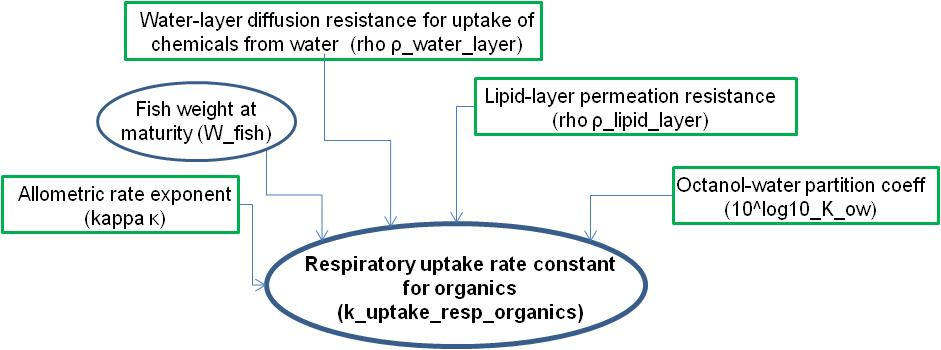 Water-layer diffusion resistance for uptake of
chemicals from water (rho ρ_water_layer)
Fish weight at
maturity (W_fish)
Lipid-layer permeation resistance
(rho ρ_lipid_layer)
Allometric rate exponent
(kappa κ)
Octanol-water partition coeff
(10^log10_K_ow)
Respiratory uptake rate constant
for organics
(k_uptake_resp_organics)